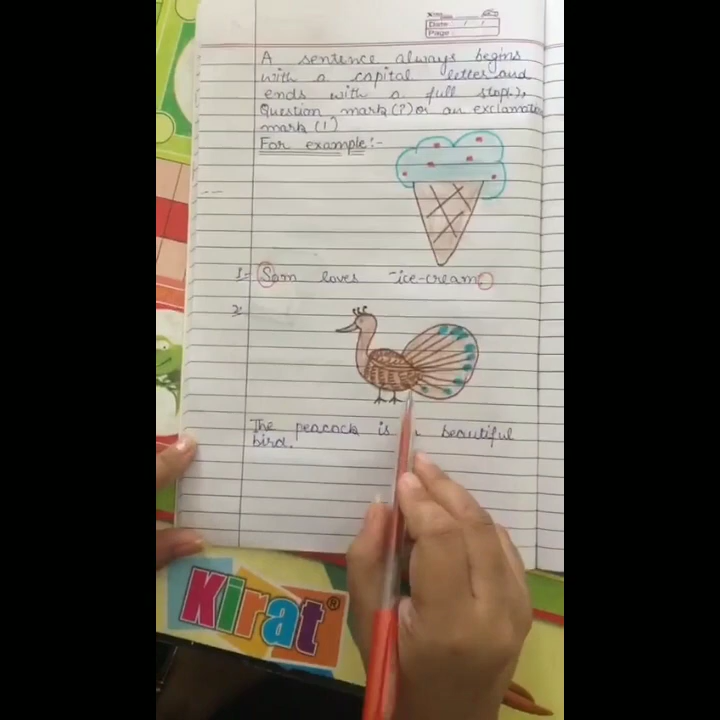 Date: / /
Page:
A sentence always begins
with a capital letter and
ends with a full stop(.),
Question mark(?) or an exclamation
mark (!)
For example:-
1:- Sam loves ice-cream.
2:
The peacock is beautiful
bird.
Kirat®